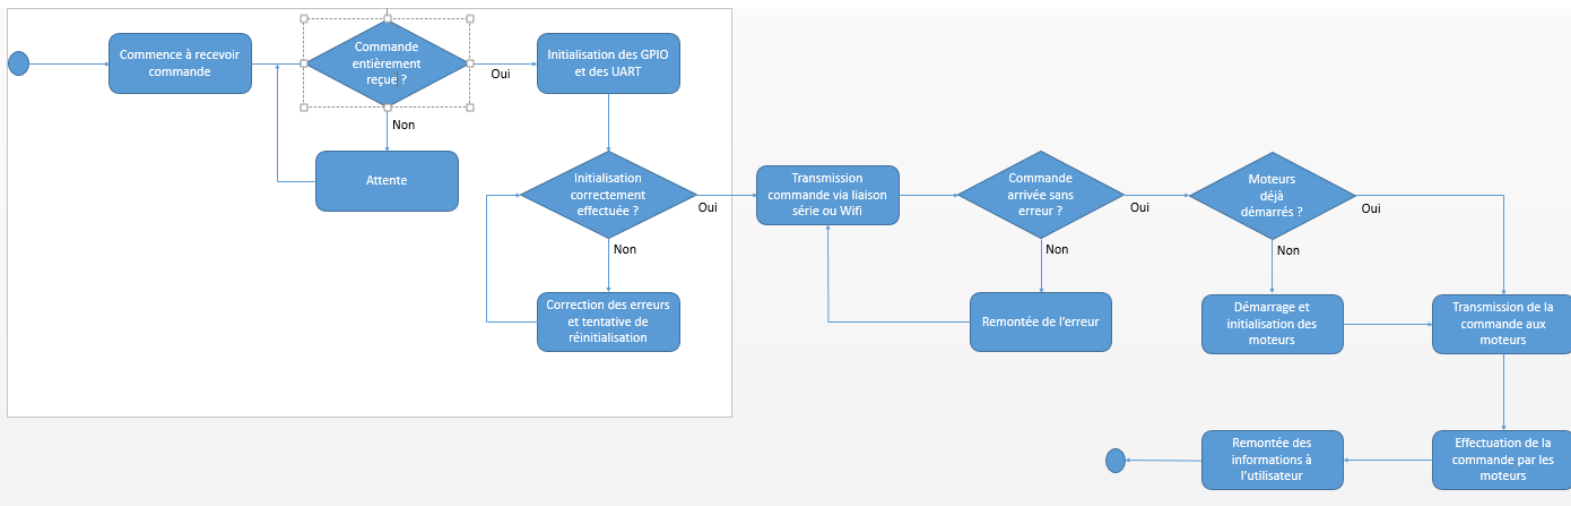 Commence à recevoir
commande
Commande
entièrement
reçue ?
Oui
Initialisation des GPIO
et des UART
Non
Attente
Initialisation
correctement
effectuée ?
Oui
Non
Correction des erreurs
et tentative de
réinitialisation
Transmission
commande via liaison
série ou Wifi
Commande
arrivée sans
erreur ?
Oui
Non
Remontée de l'erreur
Moteurs
déjà
démarrés ?
Oui
Non
Démarrage et
initialisation des
moteurs
Transmission de la
commande aux
moteurs
Effectuation de la
commande par les
moteurs
Remontée des
informations à
l'utilisateur